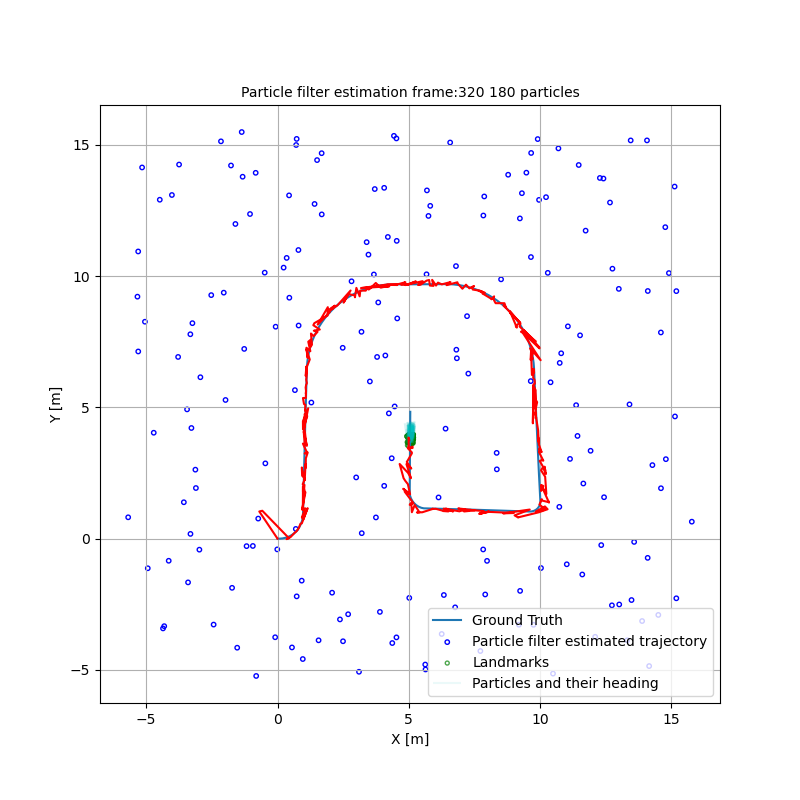 Particle filter estimation frame:320 180 particles
15
10
5
0
−5
Y [m]
−5
0
5
10
15
X [m]
Ground Truth
Particle filter estimated trajectory
Landmarks
Particles and their heading